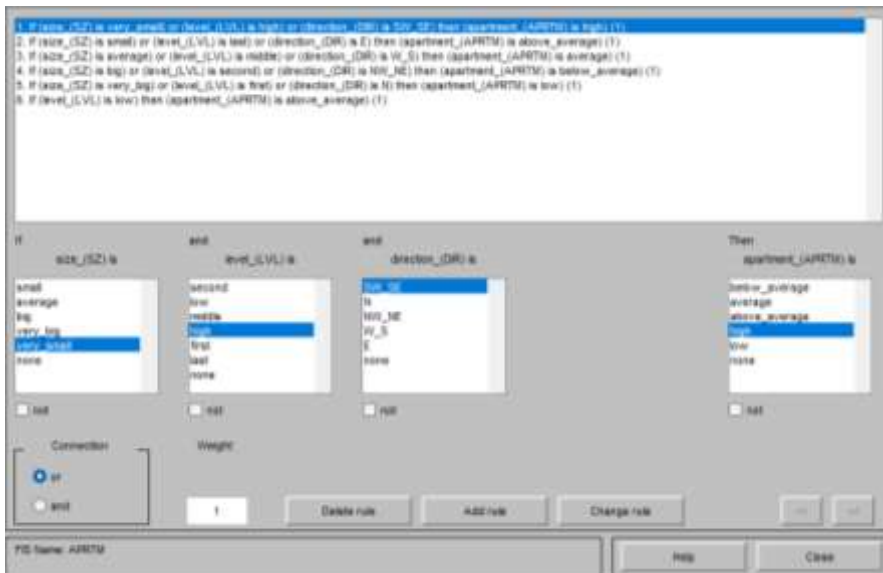 1. If (size_(SZ) is very_small) or (level_(LVL) is high) or (direction_(DIR) is SW_SE) then (apartment_(APRTM) is high) (1)
2. If (size_(SZ) is small) or (level_(LVL) is last) or (direction_(DIR) is E) then (apartment_(APRTM) is above_average) (1)
3. If (size_(SZ) is average) or (level_(LVL) is middle) or (direction_(DIR) is W_S) then (apartment_(APRTM) is average) (1)
4. If (size_(SZ) is big) or (level_(LVL) is second) or (direction_(DIR) is NW_NE) then (apartment_(APRTM) is below_average) (1)
5. If (size_(SZ) is very_big) or (level_(LVL) is first) or (direction_(DIR) is N) then (apartment_(APRTM) is low) (1)
6. If (level_(LVL) is low) then (apartment_(APRTM) is above_average) (1)
If and and Then
size_(SZ) is level_(LVL) is direction_(DIR) is apartment_(APRTM) is
small second SW_SE below_average
average low N average
big middle NW_NE above_average
very_big high W_S high
very_small first E low
none last none none
none
not not not not
Connection Weight:
or
and 1 Delete rule Add rule Change rule << >>
FIS Name: APRTM Help Close